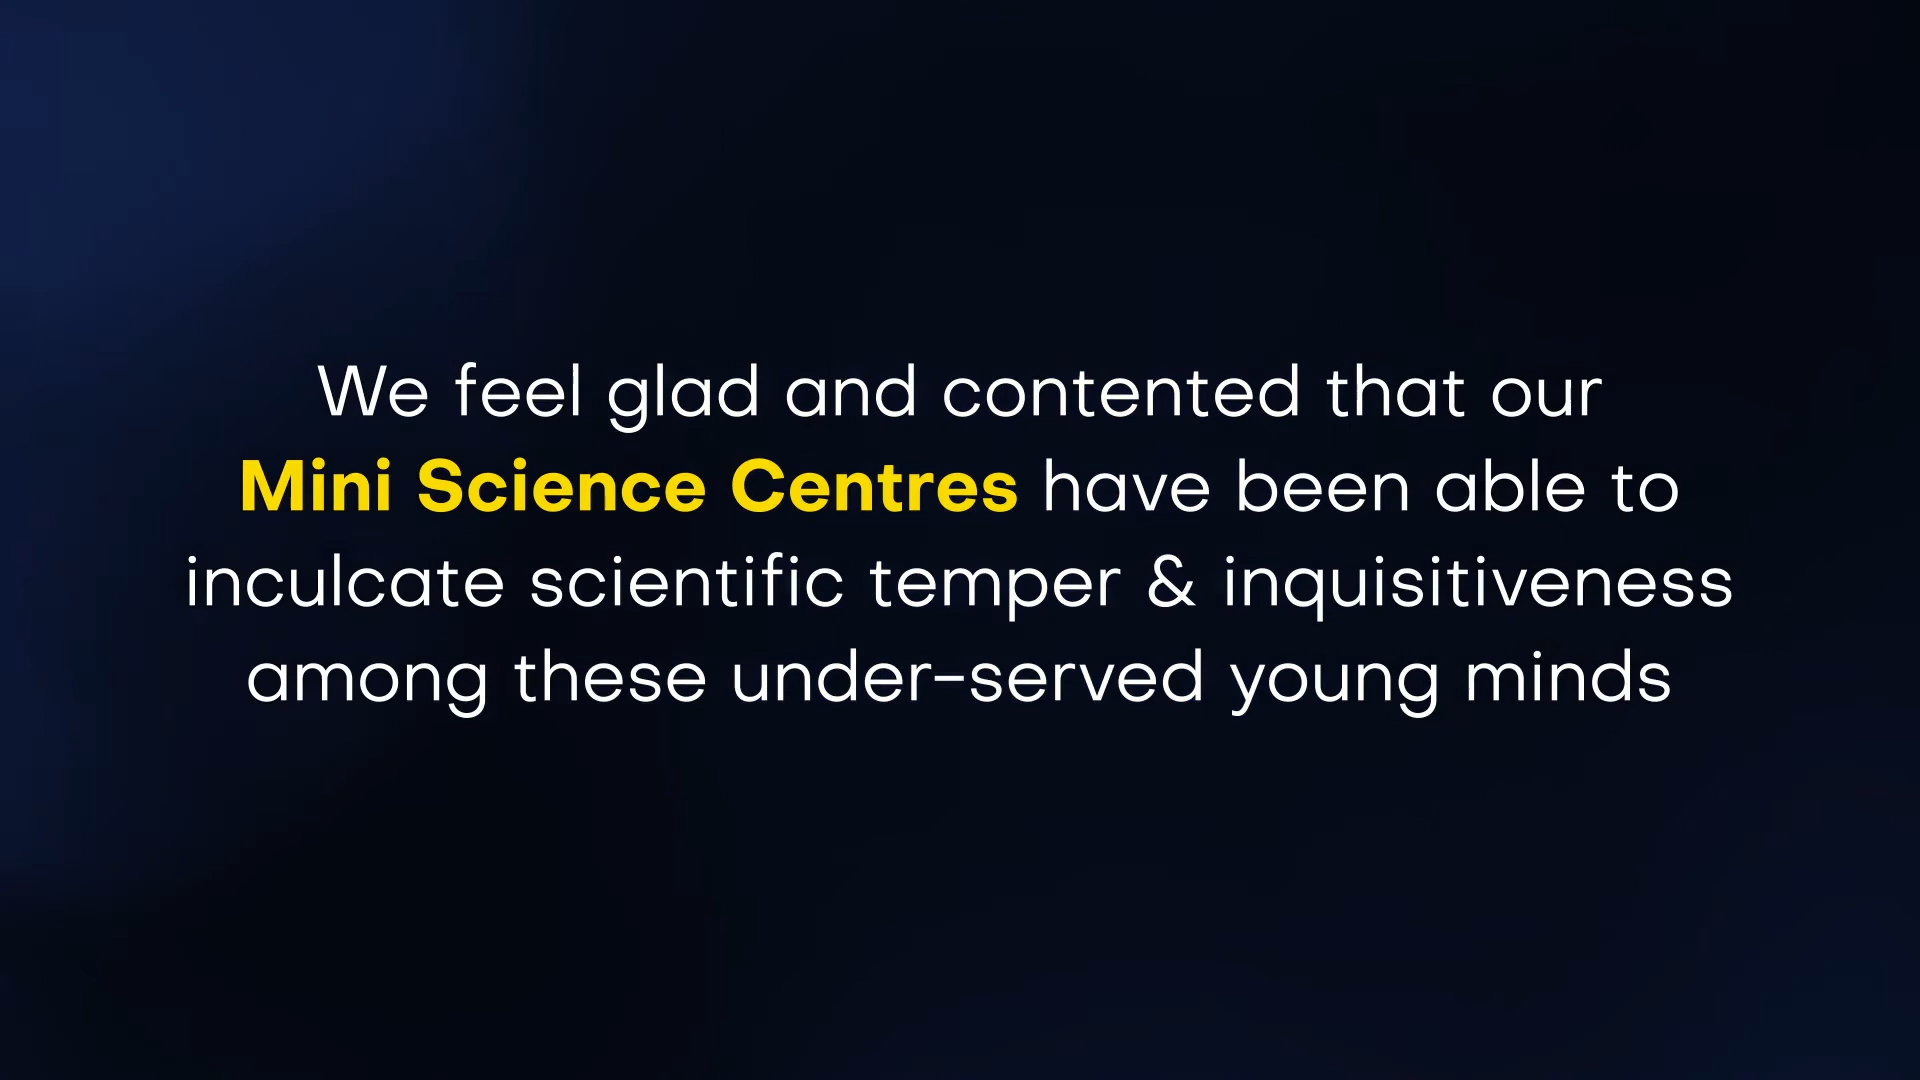 We feel glad and contented that our
Mini Science Centres have been able to
inculcate scientific temper & inquisitiveness
among these under-served young minds